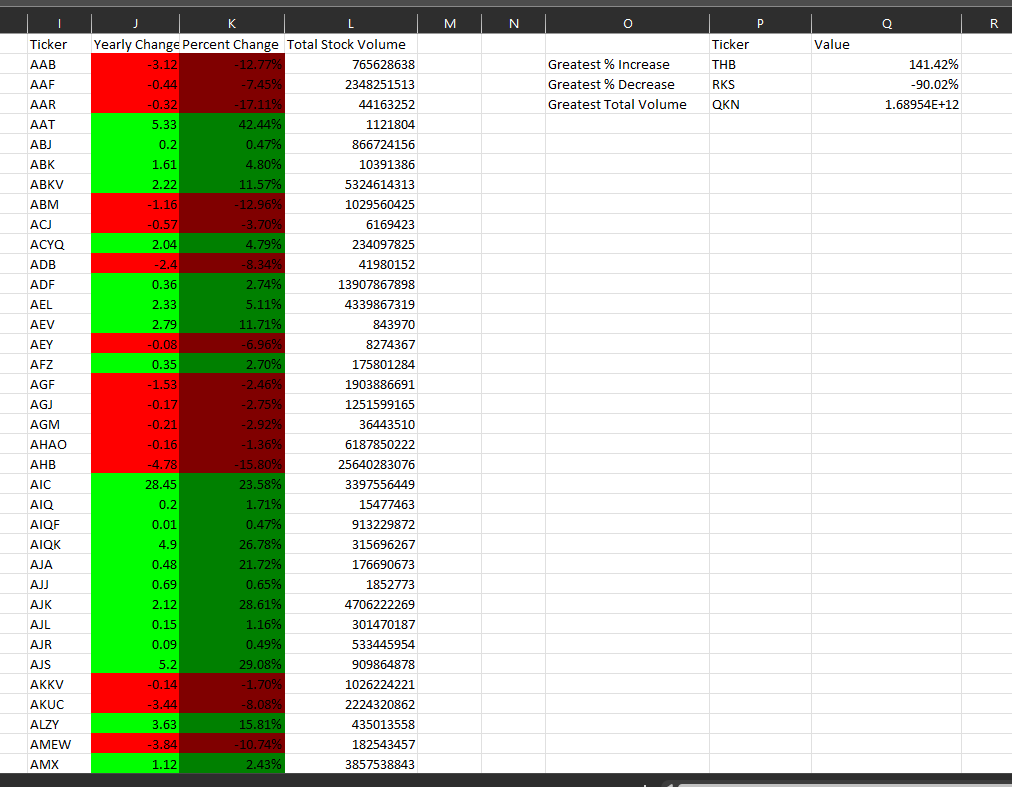 I J K L M N O P Q R
Ticker Yearly Change Percent Change Total Stock Volume Ticker Value
AAB -3.12 -12.77% 765628638 Greatest % Increase THB 141.42%
AAF -0.44 -7.45% 2348251513 Greatest % Decrease RKS -90.02%
AAR -0.32 -17.11% 44163252 Greatest Total Volume QKN 1.68954E+12
AAT 5.33 42.44% 1121804
ABJ 0.2 0.47% 866724156
ABK 1.61 4.80% 10391386
ABKV 2.22 11.57% 5324614313
ABM -1.16 -12.96% 1029560425
ACJ -0.57 -3.70% 6169423
ACYQ 2.04 4.79% 234097825
ADB -2.4 -8.34% 41980152
ADF 0.36 2.74% 13907867898
AEL 2.33 5.11% 4339867319
AEV 2.79 11.71% 843970
AEY -0.08 -6.96% 8274367
AFZ 0.35 2.70% 175801284
AGF -1.53 -2.46% 1903886691
AGJ -0.17 -2.75% 1251599165
AGM -0.21 -2.92% 36443510
AHAO -0.16 -1.36% 6187850222
AHB -4.78 -15.80% 25640283076
AIC 28.45 23.58% 3397556449
AIQ 0.2 1.71% 15477463
AIQF 0.01 0.47% 913229872
AIQK 4.9 26.78% 315696267
AJA 0.48 21.72% 176690673
AJJ 0.69 0.65% 1852773
AJK 2.12 28.61% 4706222269
AJL 0.15 1.16% 301470187
AJR 0.09 0.49% 533445954
AJS 5.2 29.08% 909864878
AKKV -0.14 -1.70% 1026224221
AKUC -3.44 -8.08% 2224320862
ALZY 3.63 15.81% 435013558
AMEW -3.84 -10.74% 182543457
AMX 1.12 2.43% 3857538843